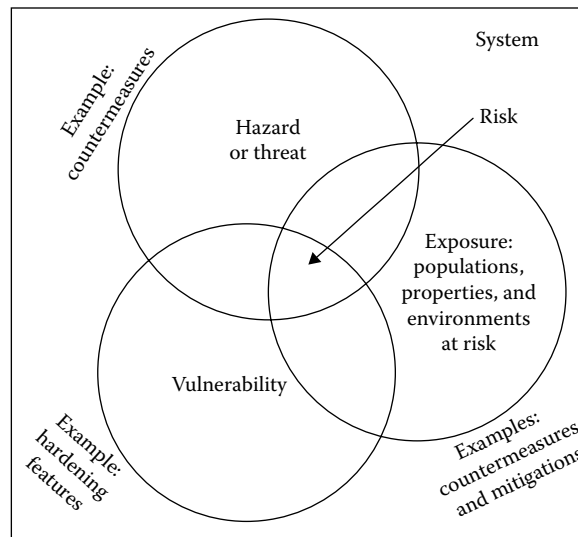 System
Example:
countermeasures
Risk
Hazard
or threat
Exposure:
populations,
properties, and
environments
at risk
Vulnerability
Example:
hardening
features
Examples:
countermeasures
and mitigations